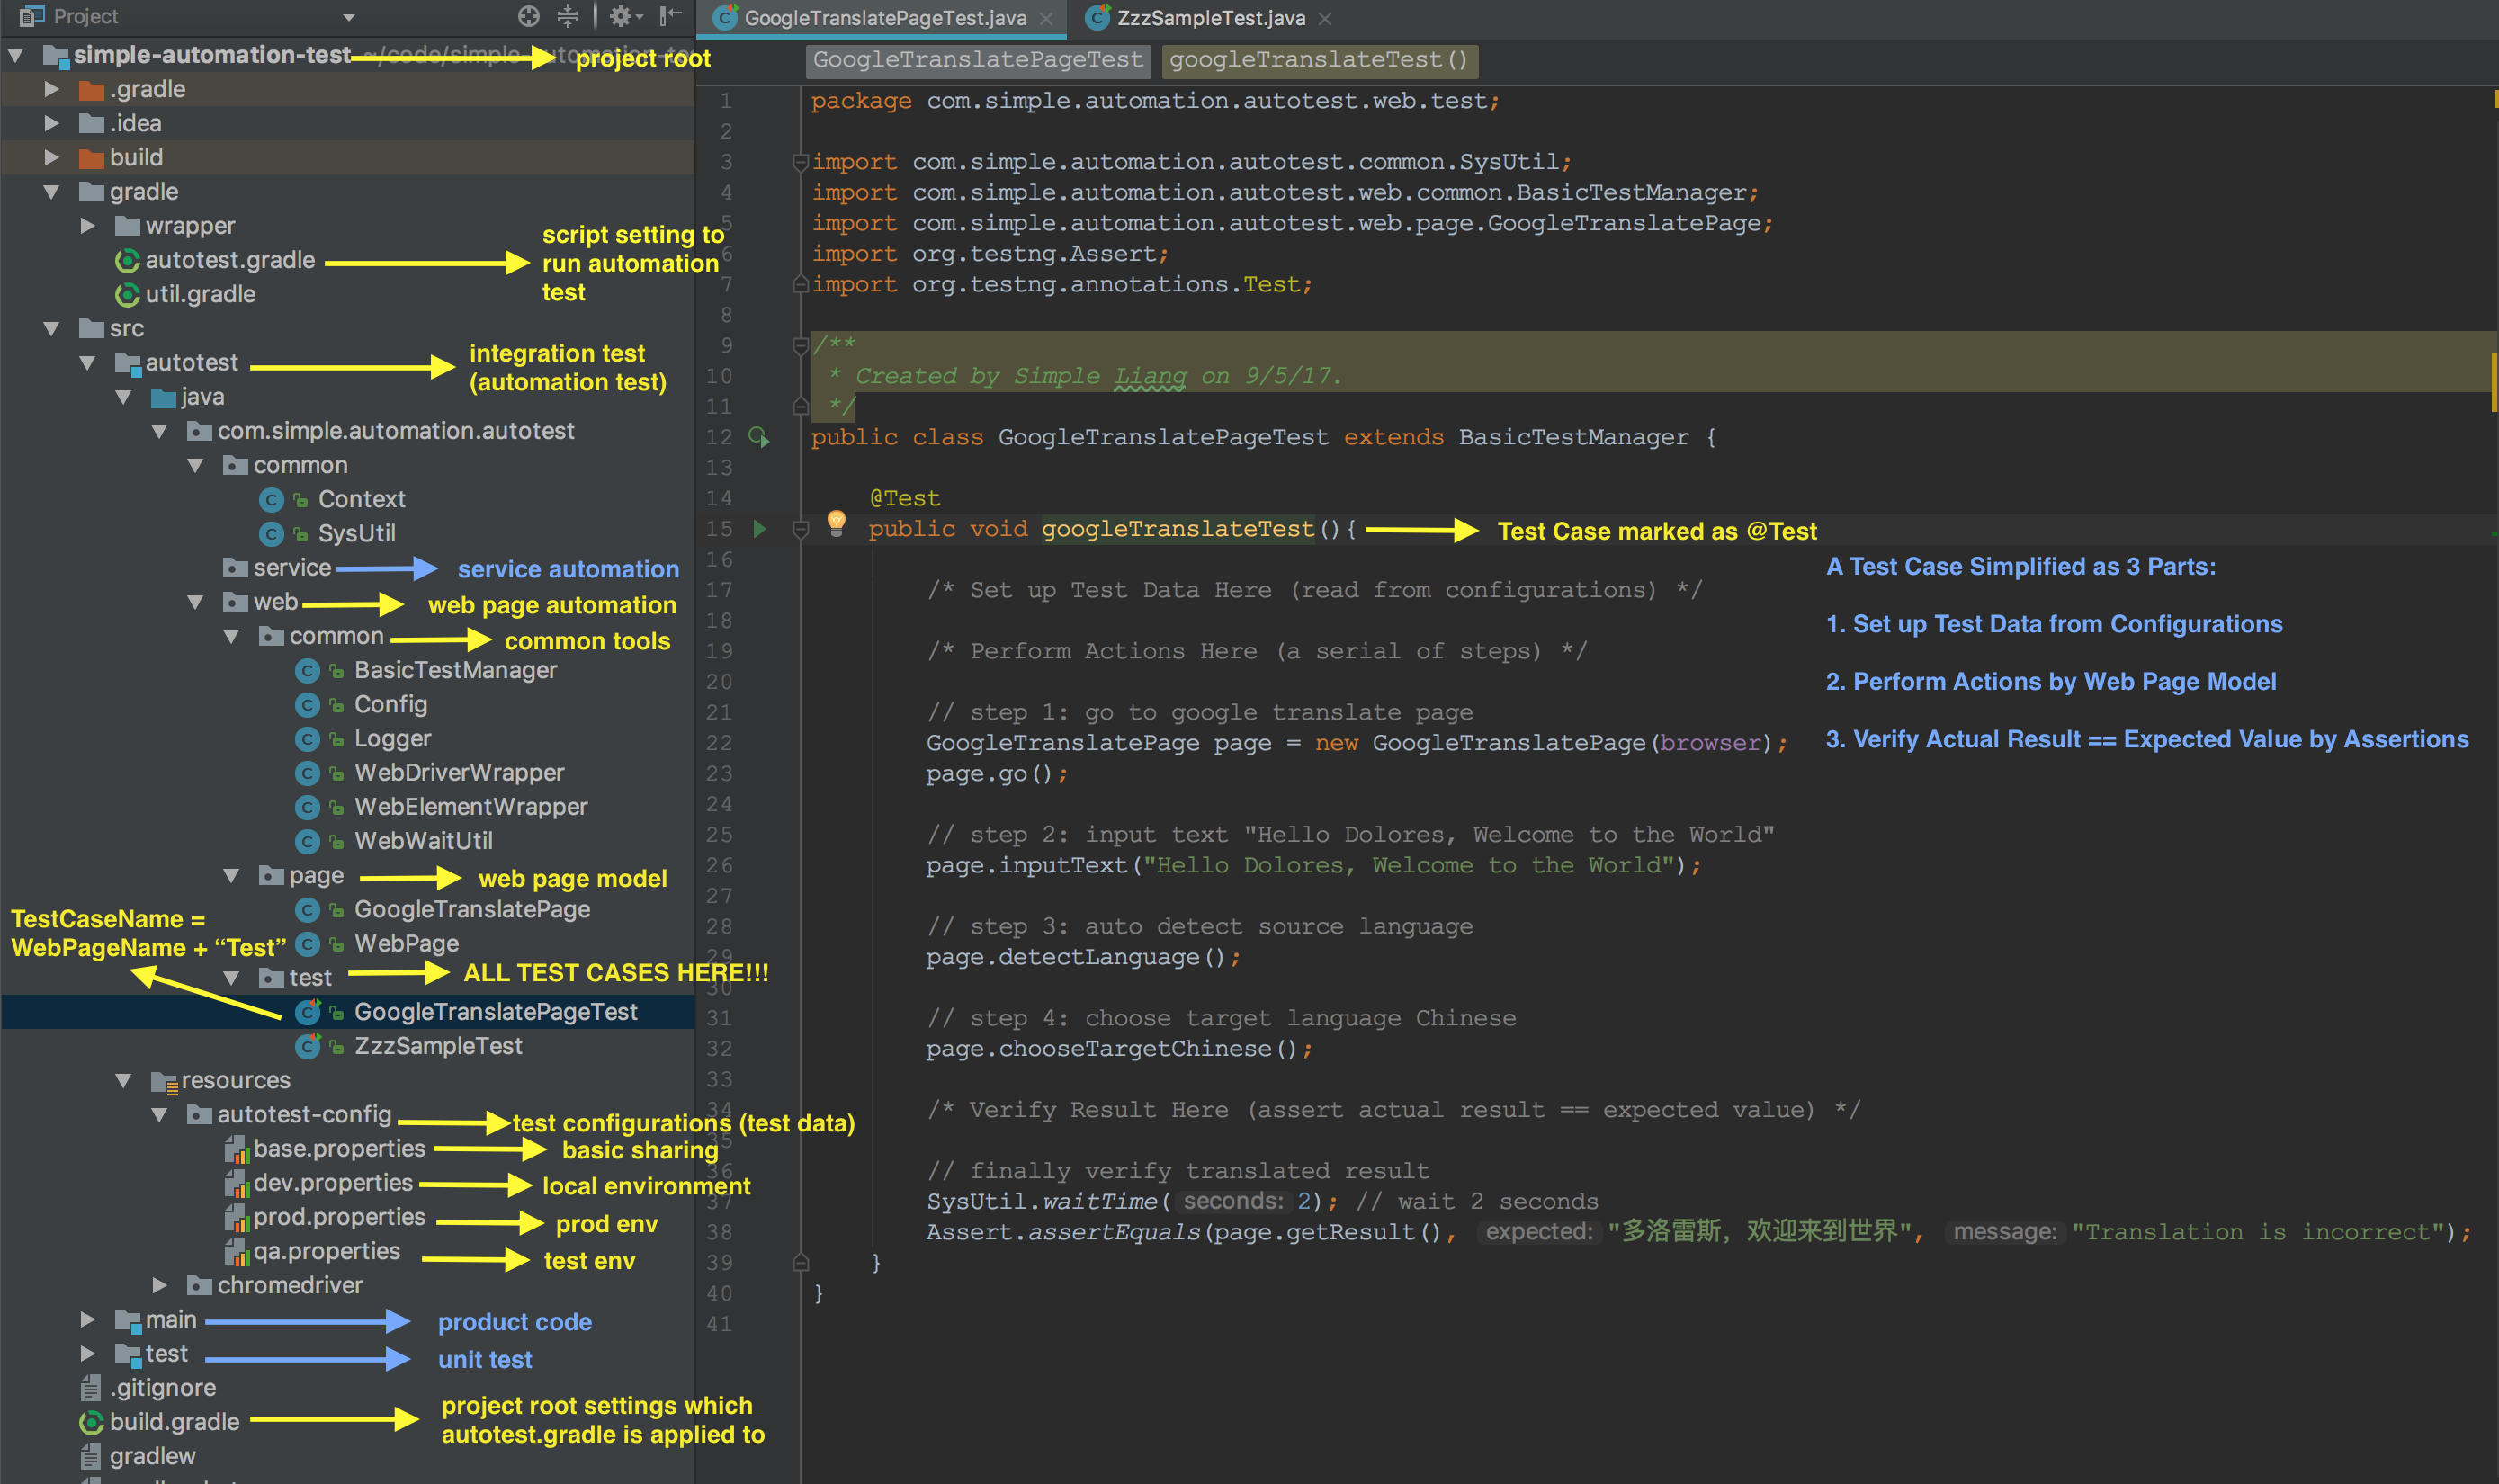 Project
simple-automation-test ~/code/simple-automation-te
project root
.gradle
.idea
build
gradle
wrapper
autotest.gradle
script setting to
run automation
test
util.gradle
src
autotest
integration test
(automation test)
java
com.simple.automation.autotest
common
Context
SysUtil
service
service automation
web
web page automation
common
common tools
BasicTestManager
Config
Logger
WebDriverWrapper
WebElementWrapper
WebWaitUtil
page
web page model
GoogleTranslatePage
TestCaseName =
WebPageName + “Test”
WebPage
test
ALL TEST CASES HERE!!!
GoogleTranslatePageTest
ZzzSampleTest
resources
autotest-config
test configurations (test data)
base.properties
basic sharing
dev.properties
local environment
prod.properties
prod env
qa.properties
test env
chromedriver
main
product code
test
unit test
.gitignore
build.gradle
project root settings which
autotest.gradle is applied to
gradlew
GoogleTranslatePageTest.java
ZzzSampleTest.java
GoogleTranslatePageTest
googleTranslateTest()
1 package com.simple.automation.autotest.web.test;
2
3 import com.simple.automation.autotest.common.SysUtil;
4 import com.simple.automation.autotest.web.common.BasicTestManager;
5 import com.simple.automation.autotest.web.page.GoogleTranslatePage;
6 import org.testng.Assert;
7 import org.testng.annotations.Test;
8
9 /**
10 * Created by Simple Liang on 9/5/17.
11 */
12 public class GoogleTranslatePageTest extends BasicTestManager {
13
14 @Test
15 public void googleTranslateTest(){
Test Case marked as @Test
16
17 /* Set up Test Data Here (read from configurations) */
18
19 /* Perform Actions Here (a serial of steps) */
20
21 // step 1: go to google translate page
22 GoogleTranslatePage page = new GoogleTranslatePage(browser);
23 page.go();
24
25 // step 2: input text "Hello Dolores, Welcome to the World"
26 page.inputText("Hello Dolores, Welcome to the World");
27
28 // step 3: auto detect source language
29 page.detectLanguage();
30
31 // step 4: choose target language Chinese
32 page.chooseTargetChinese();
33
34 /* Verify Result Here (assert actual result == expected value) */
35
36 // finally verify translated result
37 SysUtil.waitTime( seconds: 2); // wait 2 seconds
38 Assert.assertEquals(page.getResult(), expected: "多洛雷斯，欢迎来到世界", message: "Translation is incorrect");
39 }
40 }
41
A Test Case Simplified as 3 Parts:
1. Set up Test Data from Configurations
2. Perform Actions by Web Page Model
3. Verify Actual Result == Expected Value by Assertions